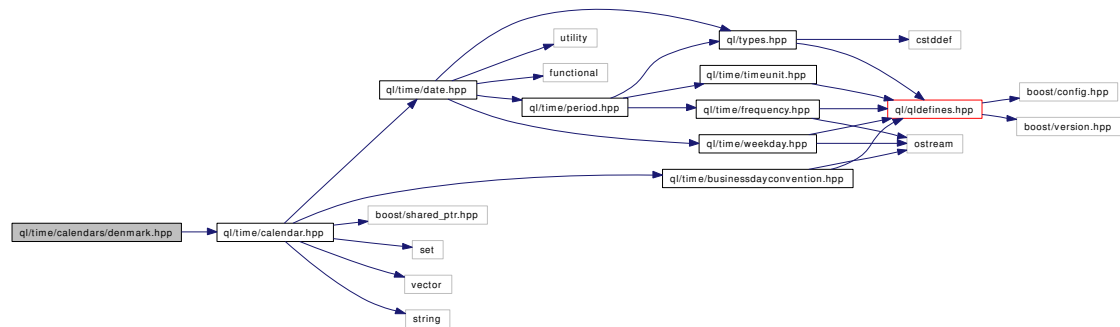 ql/types.hpp
cstddef
utility
functional
ql/time/timeunit.hpp
ql/time/date.hpp
boost/config.hpp
ql/time/period.hpp
ql/time/frequency.hpp
ql/qldefines.hpp
boost/version.hpp
ql/time/weekday.hpp
ostream
ql/time/businessdayconvention.hpp
boost/shared_ptr.hpp
ql/time/calendars/denmark.hpp
ql/time/calendar.hpp
set
vector
string